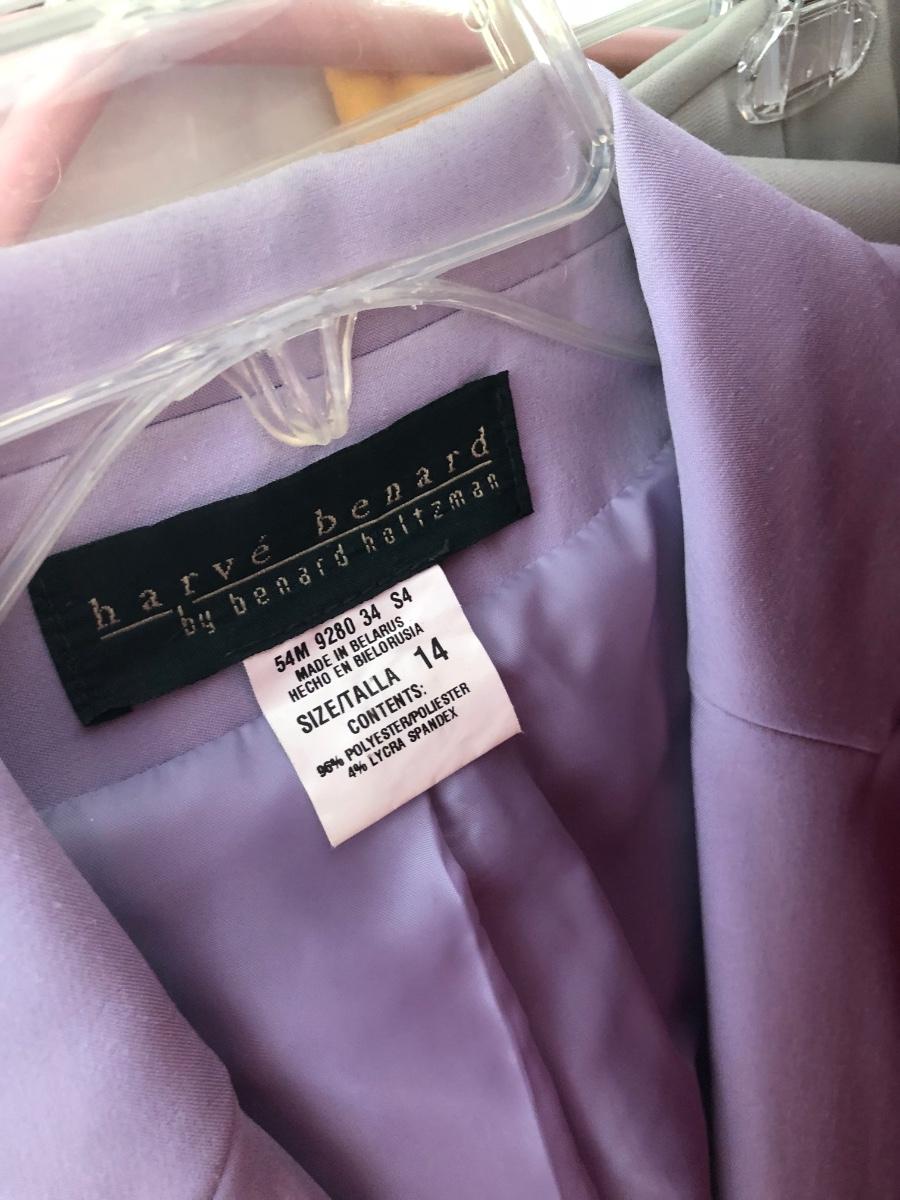 harvé benard
by benard holtzman
54M 9280 34 S4
MADE IN BELARUS
HECHO EN BIELORUSIA
SIZE/TALLA 14
CONTENTS:
96% POLYESTER/POLIESTER
4% LYCRA SPANDEX